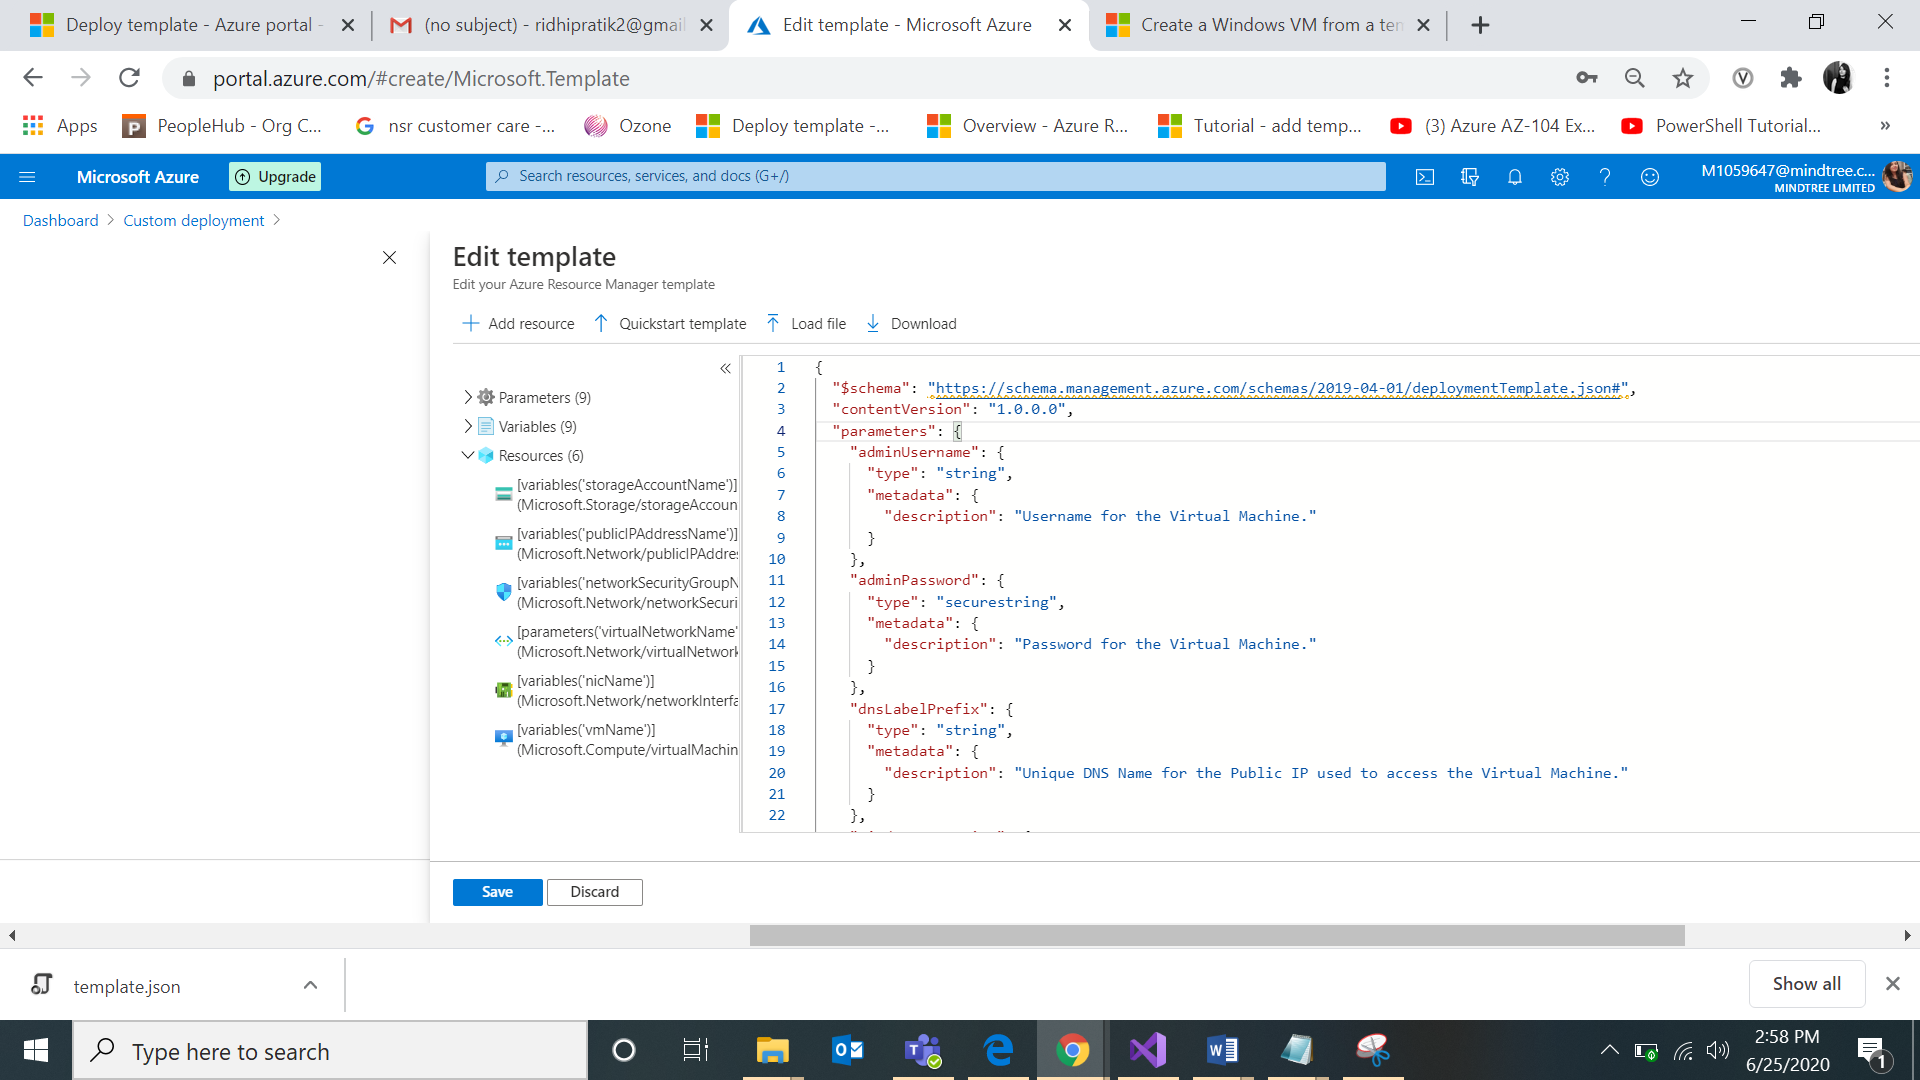 Deploy template - Azure portal -
(no subject) - ridhipratik2@gmail
Edit template - Microsoft Azure
Create a Windows VM from a ten
portal.azure.com/#create/Microsoft.Template
Apps
PeopleHub - Org C...
nsr customer care -...
Ozone
Deploy template -...
Overview - Azure R...
Tutorial - add temp...
(3) Azure AZ-104 Ex...
PowerShell Tutorial...
»
Microsoft Azure
Upgrade
Search resources, services, and docs (G+/)
M1059647@mindtree.c...
MINDTREE LIMITED
Dashboard > Custom deployment >
Edit template
Edit your Azure Resource Manager template
Add resource
Quickstart template
Load file
Download
«
Parameters (9)
Variables (9)
Resources (6)
[variables('storageAccountName')]
(Microsoft.Storage/storageAccoun
[variables('publicIPAddressName')]
(Microsoft.Network/publicIPAddre
[variables('networkSecurityGroupN
(Microsoft.Network/networkSecuri
[parameters('virtualNetworkName'
(Microsoft.Network/virtualNetwork
[variables('nicName')]
(Microsoft.Network/networkInterfa
[variables('vmName')]
(Microsoft.Compute/virtualMachin
1 {
2 "$schema": "https://schema.management.azure.com/schemas/2019-04-01/deploymentTemplate.json#",
3 "contentVersion": "1.0.0.0",
4 "parameters": {
5 "adminUsername": {
6 "type": "string",
7 "metadata": {
8 "description": "Username for the Virtual Machine."
9 }
10 },
11 "adminPassword": {
12 "type": "securestring",
13 "metadata": {
14 "description": "Password for the Virtual Machine."
15 }
16 },
17 "dnsLabelPrefix": {
18 "type": "string",
19 "metadata": {
20 "description": "Unique DNS Name for the Public IP used to access the Virtual Machine."
21 }
22 },
Save
Discard
template.json
Show all
Type here to search
2:58 PM
6/25/2020
1